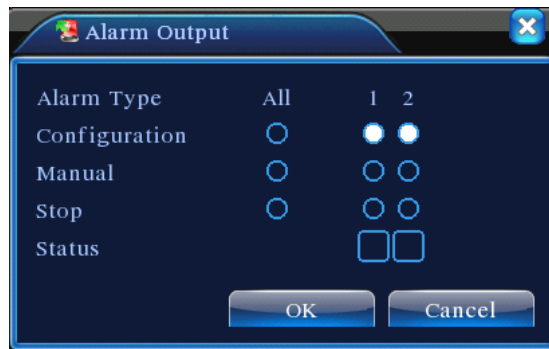 Alarm Output
Alarm Type All 1 2
Configuration
Manual
Stop
Status
OK Cancel